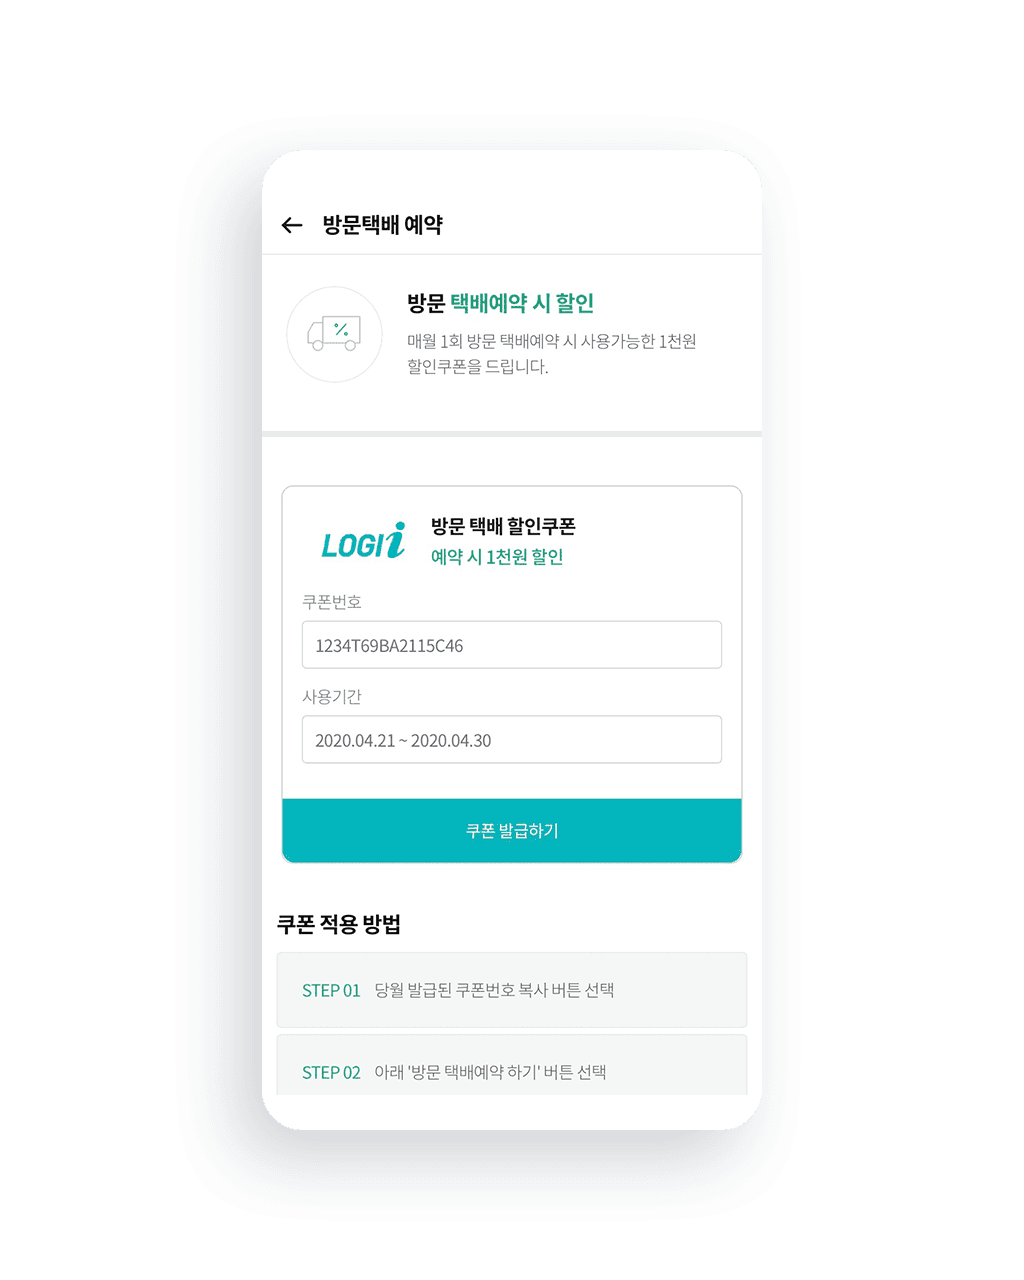 방문택배 예약
방문 택배예약 시 할인
매월 1회 방문 택배예약 시 사용가능한 1천원
할인쿠폰을 드립니다.
LOGIi
방문 택배 할인쿠폰
예약 시 1천원 할인
쿠폰번호
1234T69BA2115C46
사용기간
2020.04.21 ~ 2020.04.30
쿠폰 발급하기
쿠폰 적용 방법
STEP 01 당월 발급된 쿠폰번호 복사 버튼 선택
STEP 02 아래 '방문 택배예약 하기' 버튼 선택